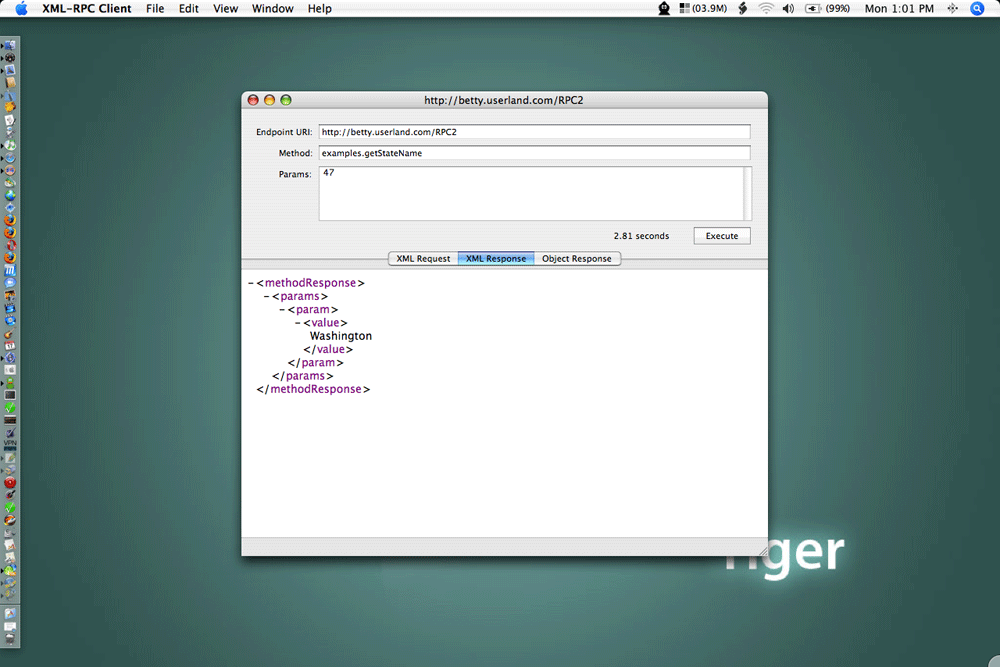 XML-RPC Client File Edit View Window Help (03.9M) (99%) Mon 1:01 PM
http://betty.userland.com/RPC2
Endpoint URI: http://betty.userland.com/RPC2
Method: examples.getStateName
Params: 47
2.81 seconds Execute
XML Request XML Response Object Response
– <methodResponse>
– <params>
– <param>
– <value>
Washington
</value>
</param>
</params>
</methodResponse>
Tiger
VPN